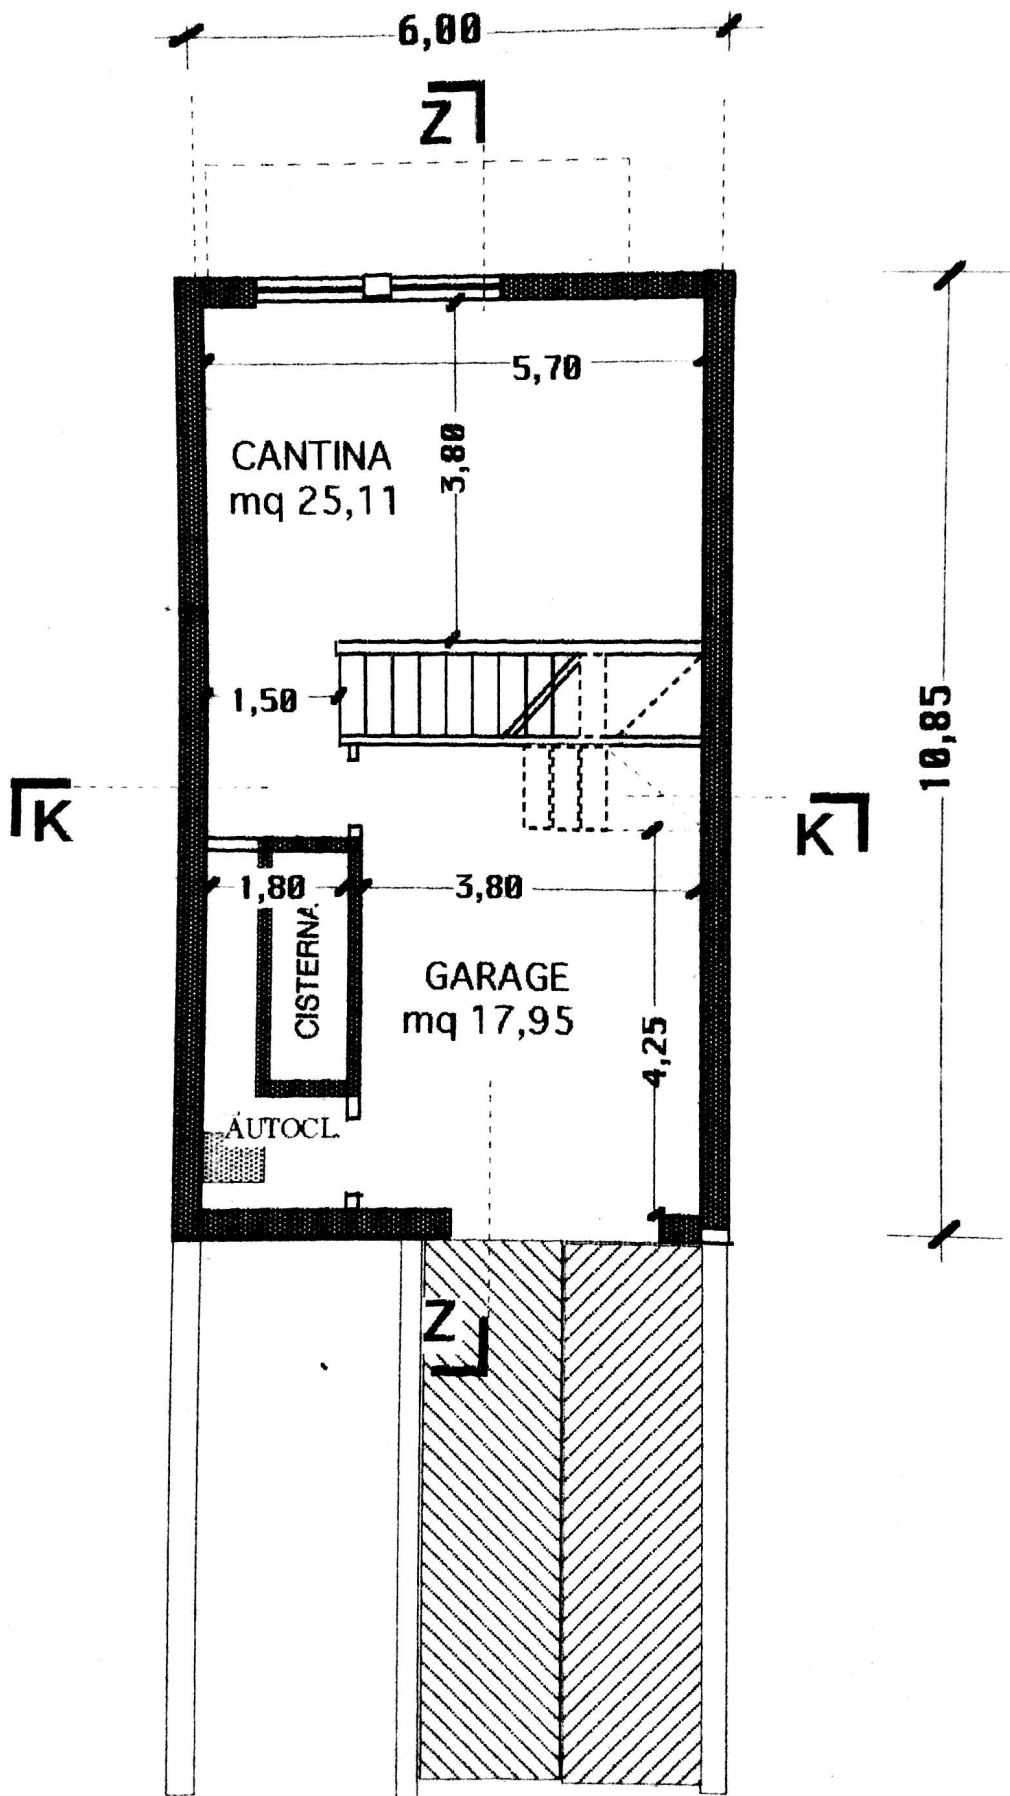 6,00
Z
5,70
3,80
CANTINA
mq 25,11
1,50
10,85
K
K
1,80
3,80
CISTERNA
GARAGE
mq 17,95
4,25
AUTOCL.
Z